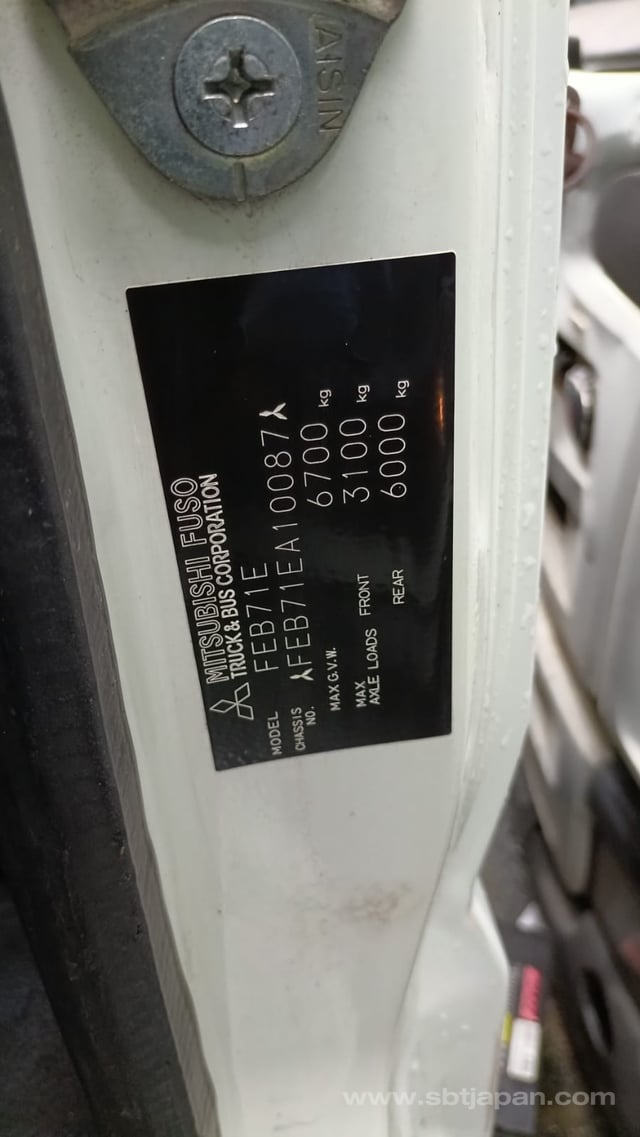 AISIN
MITSUBISHI FUSO
TRUCK & BUS CORPORATION
MODEL FEB71E
CHASSIS NO. FEB71EA10087
MAX G.V.W. 6700 kg
MAX AXLE LOADS FRONT 3100 kg
REAR 6000 kg
www.sbtjapan.com